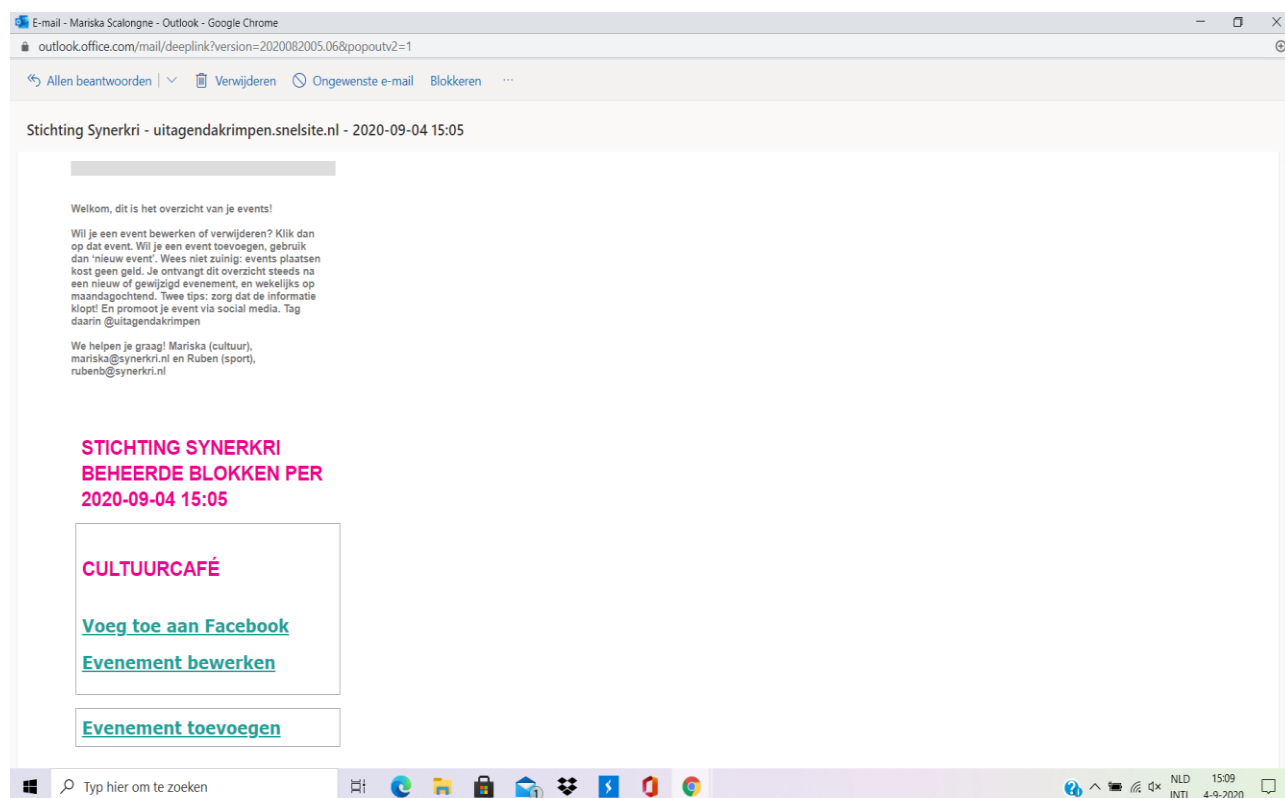 E-mail - Mariska Scalongne - Outlook - Google Chrome
outlook.office.com/mail/deeplink?version=2020082005.06&popoutv2=1
Allen beantwoorden Verwijderen Ongewenste e-mail Blokkeren ...
Stichting Synerkri - uitagendakrimpen.snelsite.nl - 2020-09-04 15:05
Welkom, dit is het overzicht van je events!
Wil je een event bewerken of verwijderen? Klik dan
op dat event. Wil je een event toevoegen, gebruik
dan ‘nieuw event’. Wees niet zuinig: events plaatsen
kost geen geld. Je ontvangt dit overzicht steeds na
een nieuw of gewijzigd evenement, en wekelijks op
maandagochtend. Twee tips: zorg dat de informatie
klopt! En promoot je event via social media. Tag
daarin @uitagendakrimpen
We helpen je graag! Mariska (cultuur),
mariska@synerkri.nl en Ruben (sport),
rubenb@synerkri.nl
STICHTING SYNERKRI
BEHEERDE BLOKKEN PER
2020-09-04 15:05
CULTUURCAFÉ
Voeg toe aan Facebook
Evenement bewerken
Evenement toevoegen
Typ hier om te zoeken
1
NLD 15:09
INTL 4-9-2020